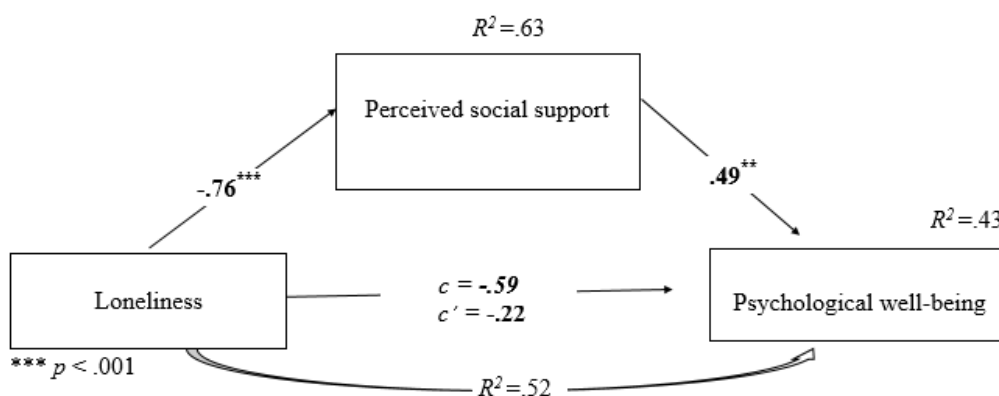 R² =.63
Perceived social support
-.76***
.49**
R² =.43
Loneliness
c = -.59
c´ = -.22
Psychological well-being
*** p < .001
R² =.52